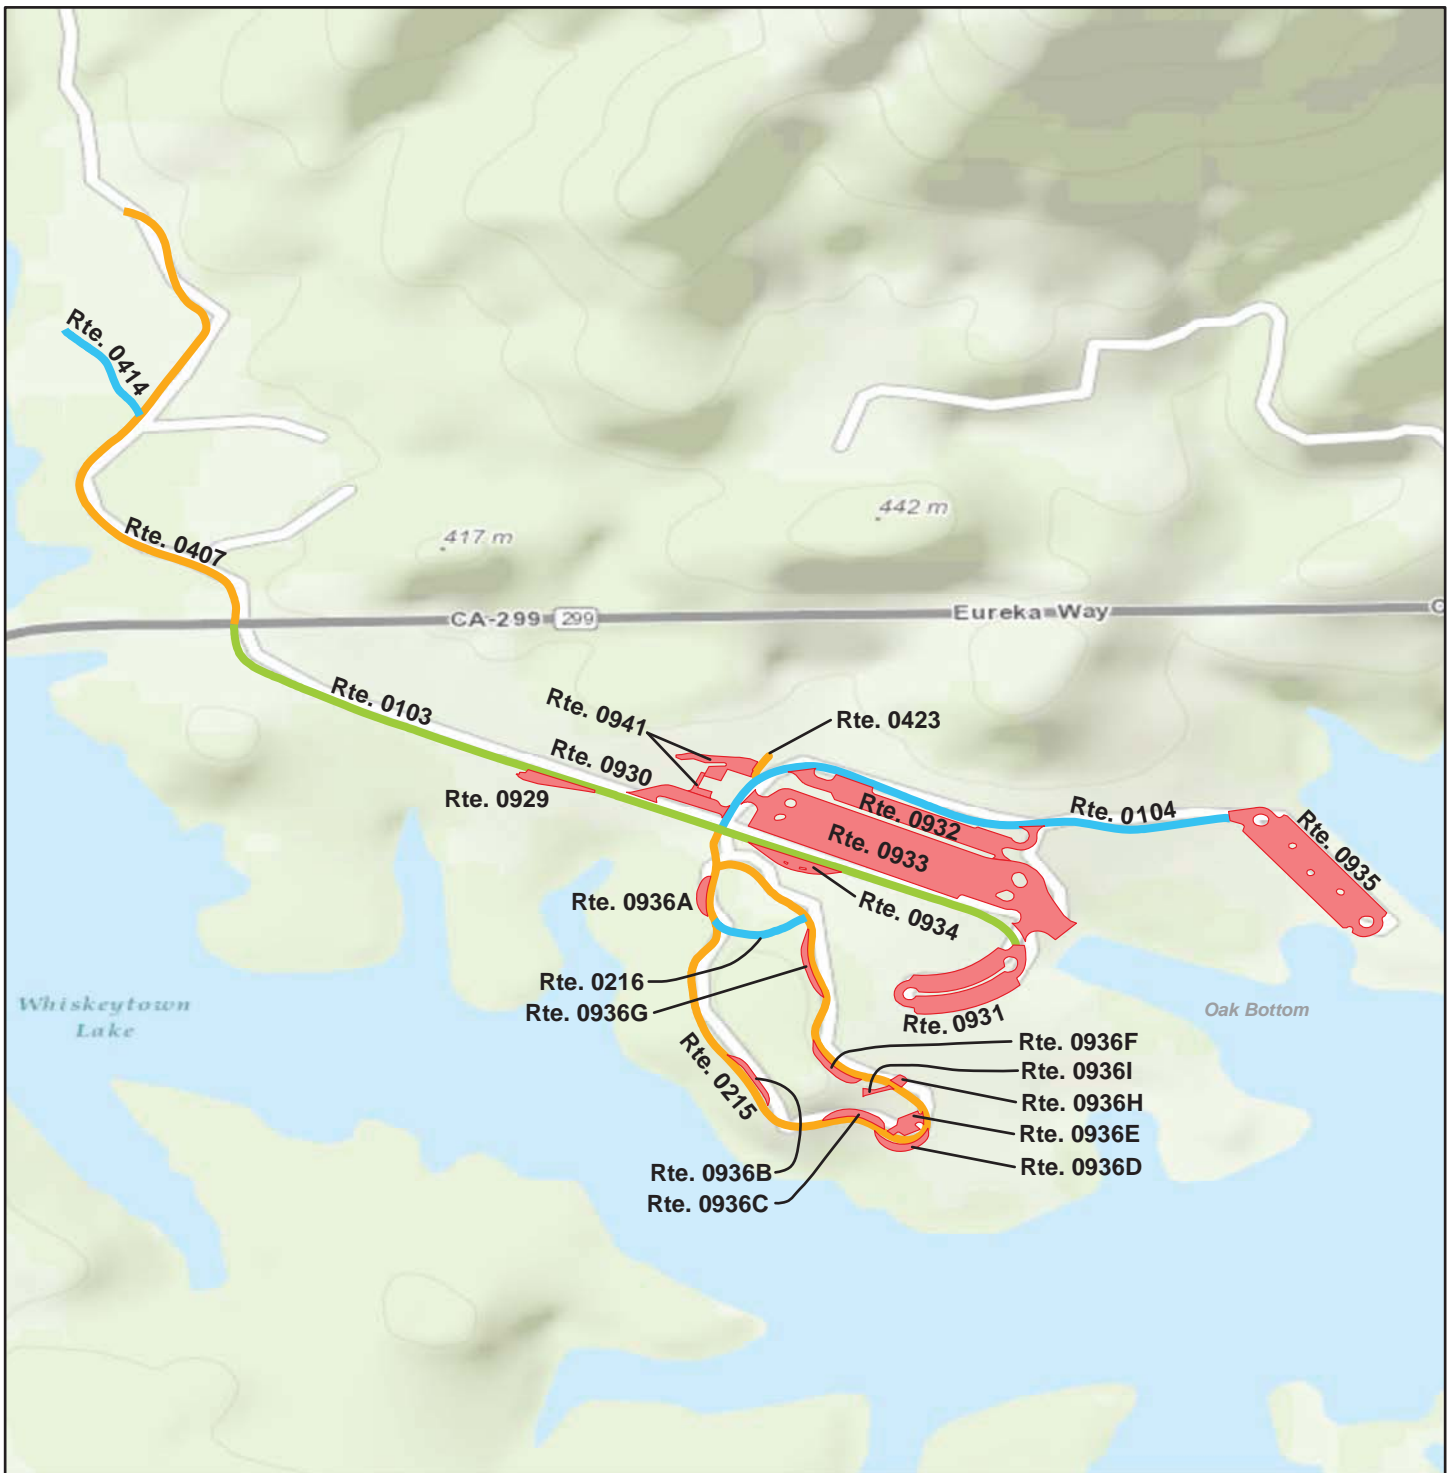 Rte. 0414
442 m
417 m
Rte. 0407
CA-299
299
Eureka Way
C
Rte. 0103
Rte. 0941
Rte. 0423
Rte. 0930
Rte. 0929
Rte. 0932
Rte. 0104
Rte. 0933
Rte. 0935
Rte. 0936A
Rte. 0934
Rte. 0216
Rte. 0936G
Whiskeytown
Lake
Oak Bottom
Rte. 0931
Rte. 0936F
Rte. 0215
Rte. 0936I
Rte. 0936H
Rte. 0936E
Rte. 0936D
Rte. 0936B
Rte. 0936C